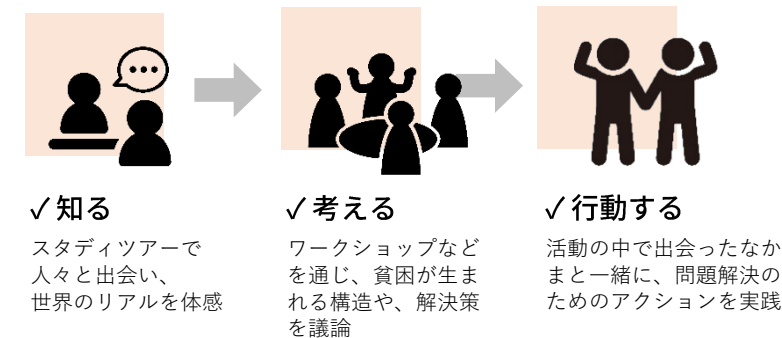 ✓知る
スタディツアーで
人々と出会い、
世界のリアルを体感
✓考える
ワークショップなど
を通じ、貧困が生ま
れる構造や、解決策
を議論
✓行動する
活動の中で出会ったなか
まと一緒に、問題解決の
ためのアクションを実践